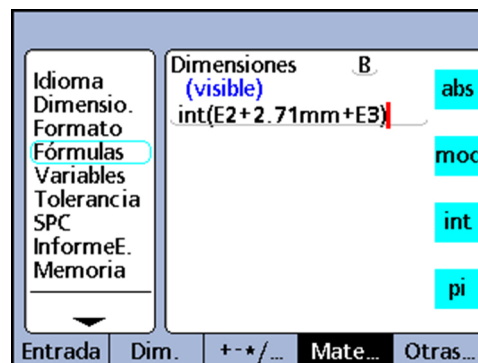 Idioma
Dimensio.
Formato
Fórmulas
Variables
Tolerancia
SPC
InformeE.
Memoria
Dimensiones B
(visible)
int(E2+2.71mm+E3)
abs
mod
int
pi
Entrada Dim. +-*/... Mate... Otras...